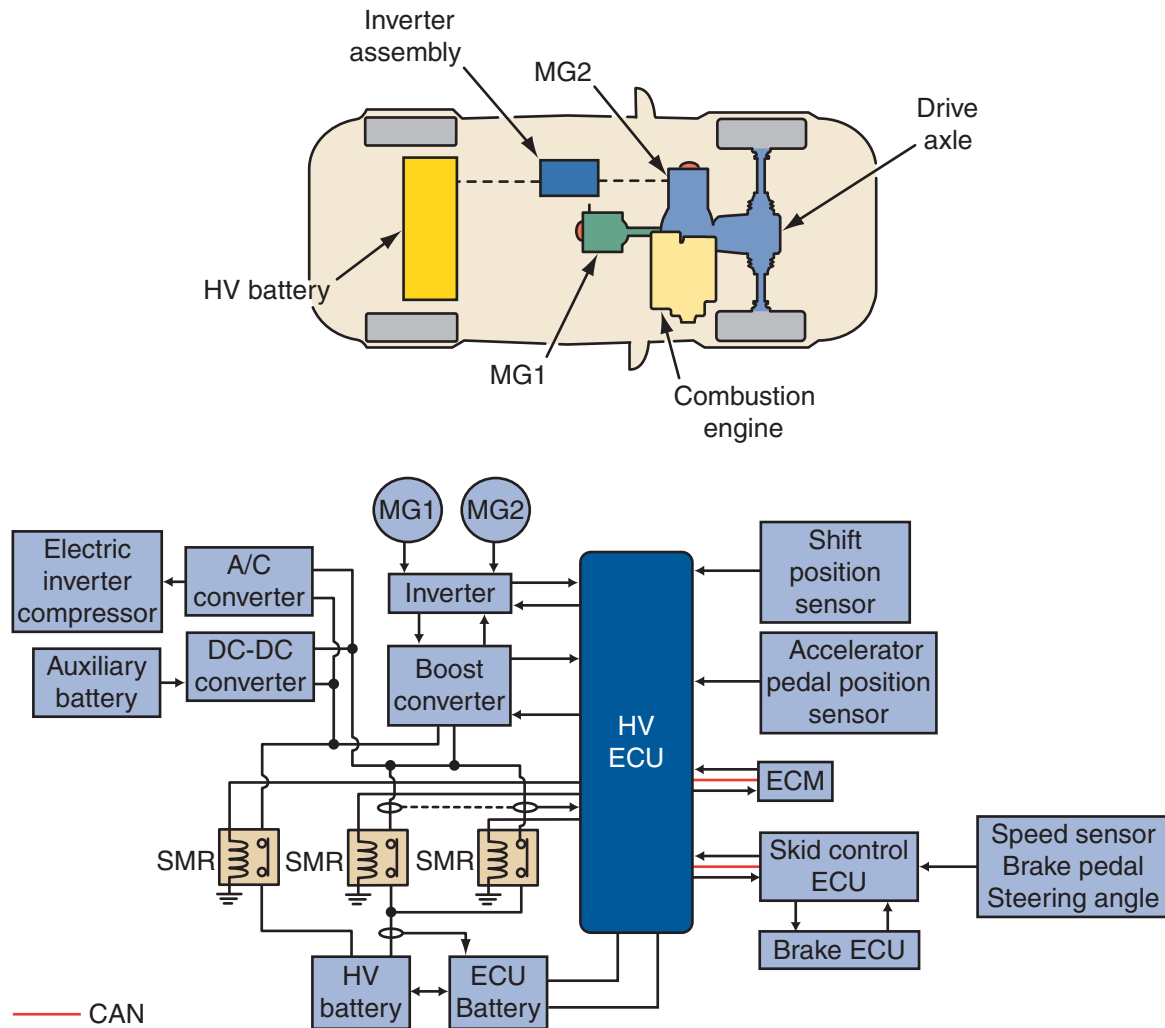 Inverter
assembly
MG2
Drive
axle
HV battery
MG1
Combustion
engine
MG1
MG2
Electric
inverter
compressor
A/C
converter
Inverter
Shift
position
sensor
Auxiliary
battery
DC-DC
converter
Boost
converter
Accelerator
pedal position
sensor
HV
ECU
ECM
SMR
SMR
SMR
Skid control
ECU
Speed sensor
Brake pedal
Steering angle
Brake ECU
HV
battery
ECU
Battery
CAN